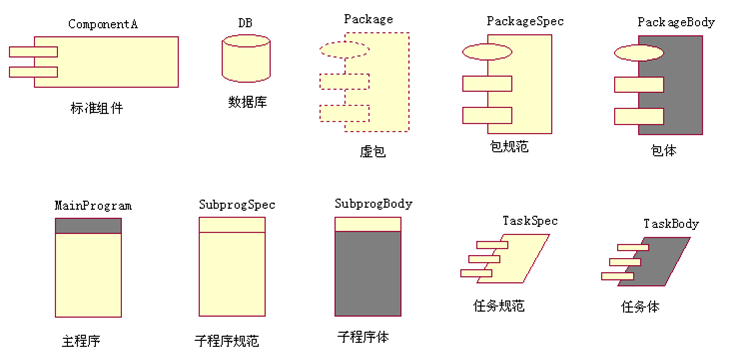 ComponentA
DB
Package
PackageSpec
PackageBody
标准组件
数据库
虚包
包规范
包体
MainProgram
SubprogSpec
SubprogBody
TaskSpec
TaskBody
主程序
子程序规范
子程序体
任务规范
任务体